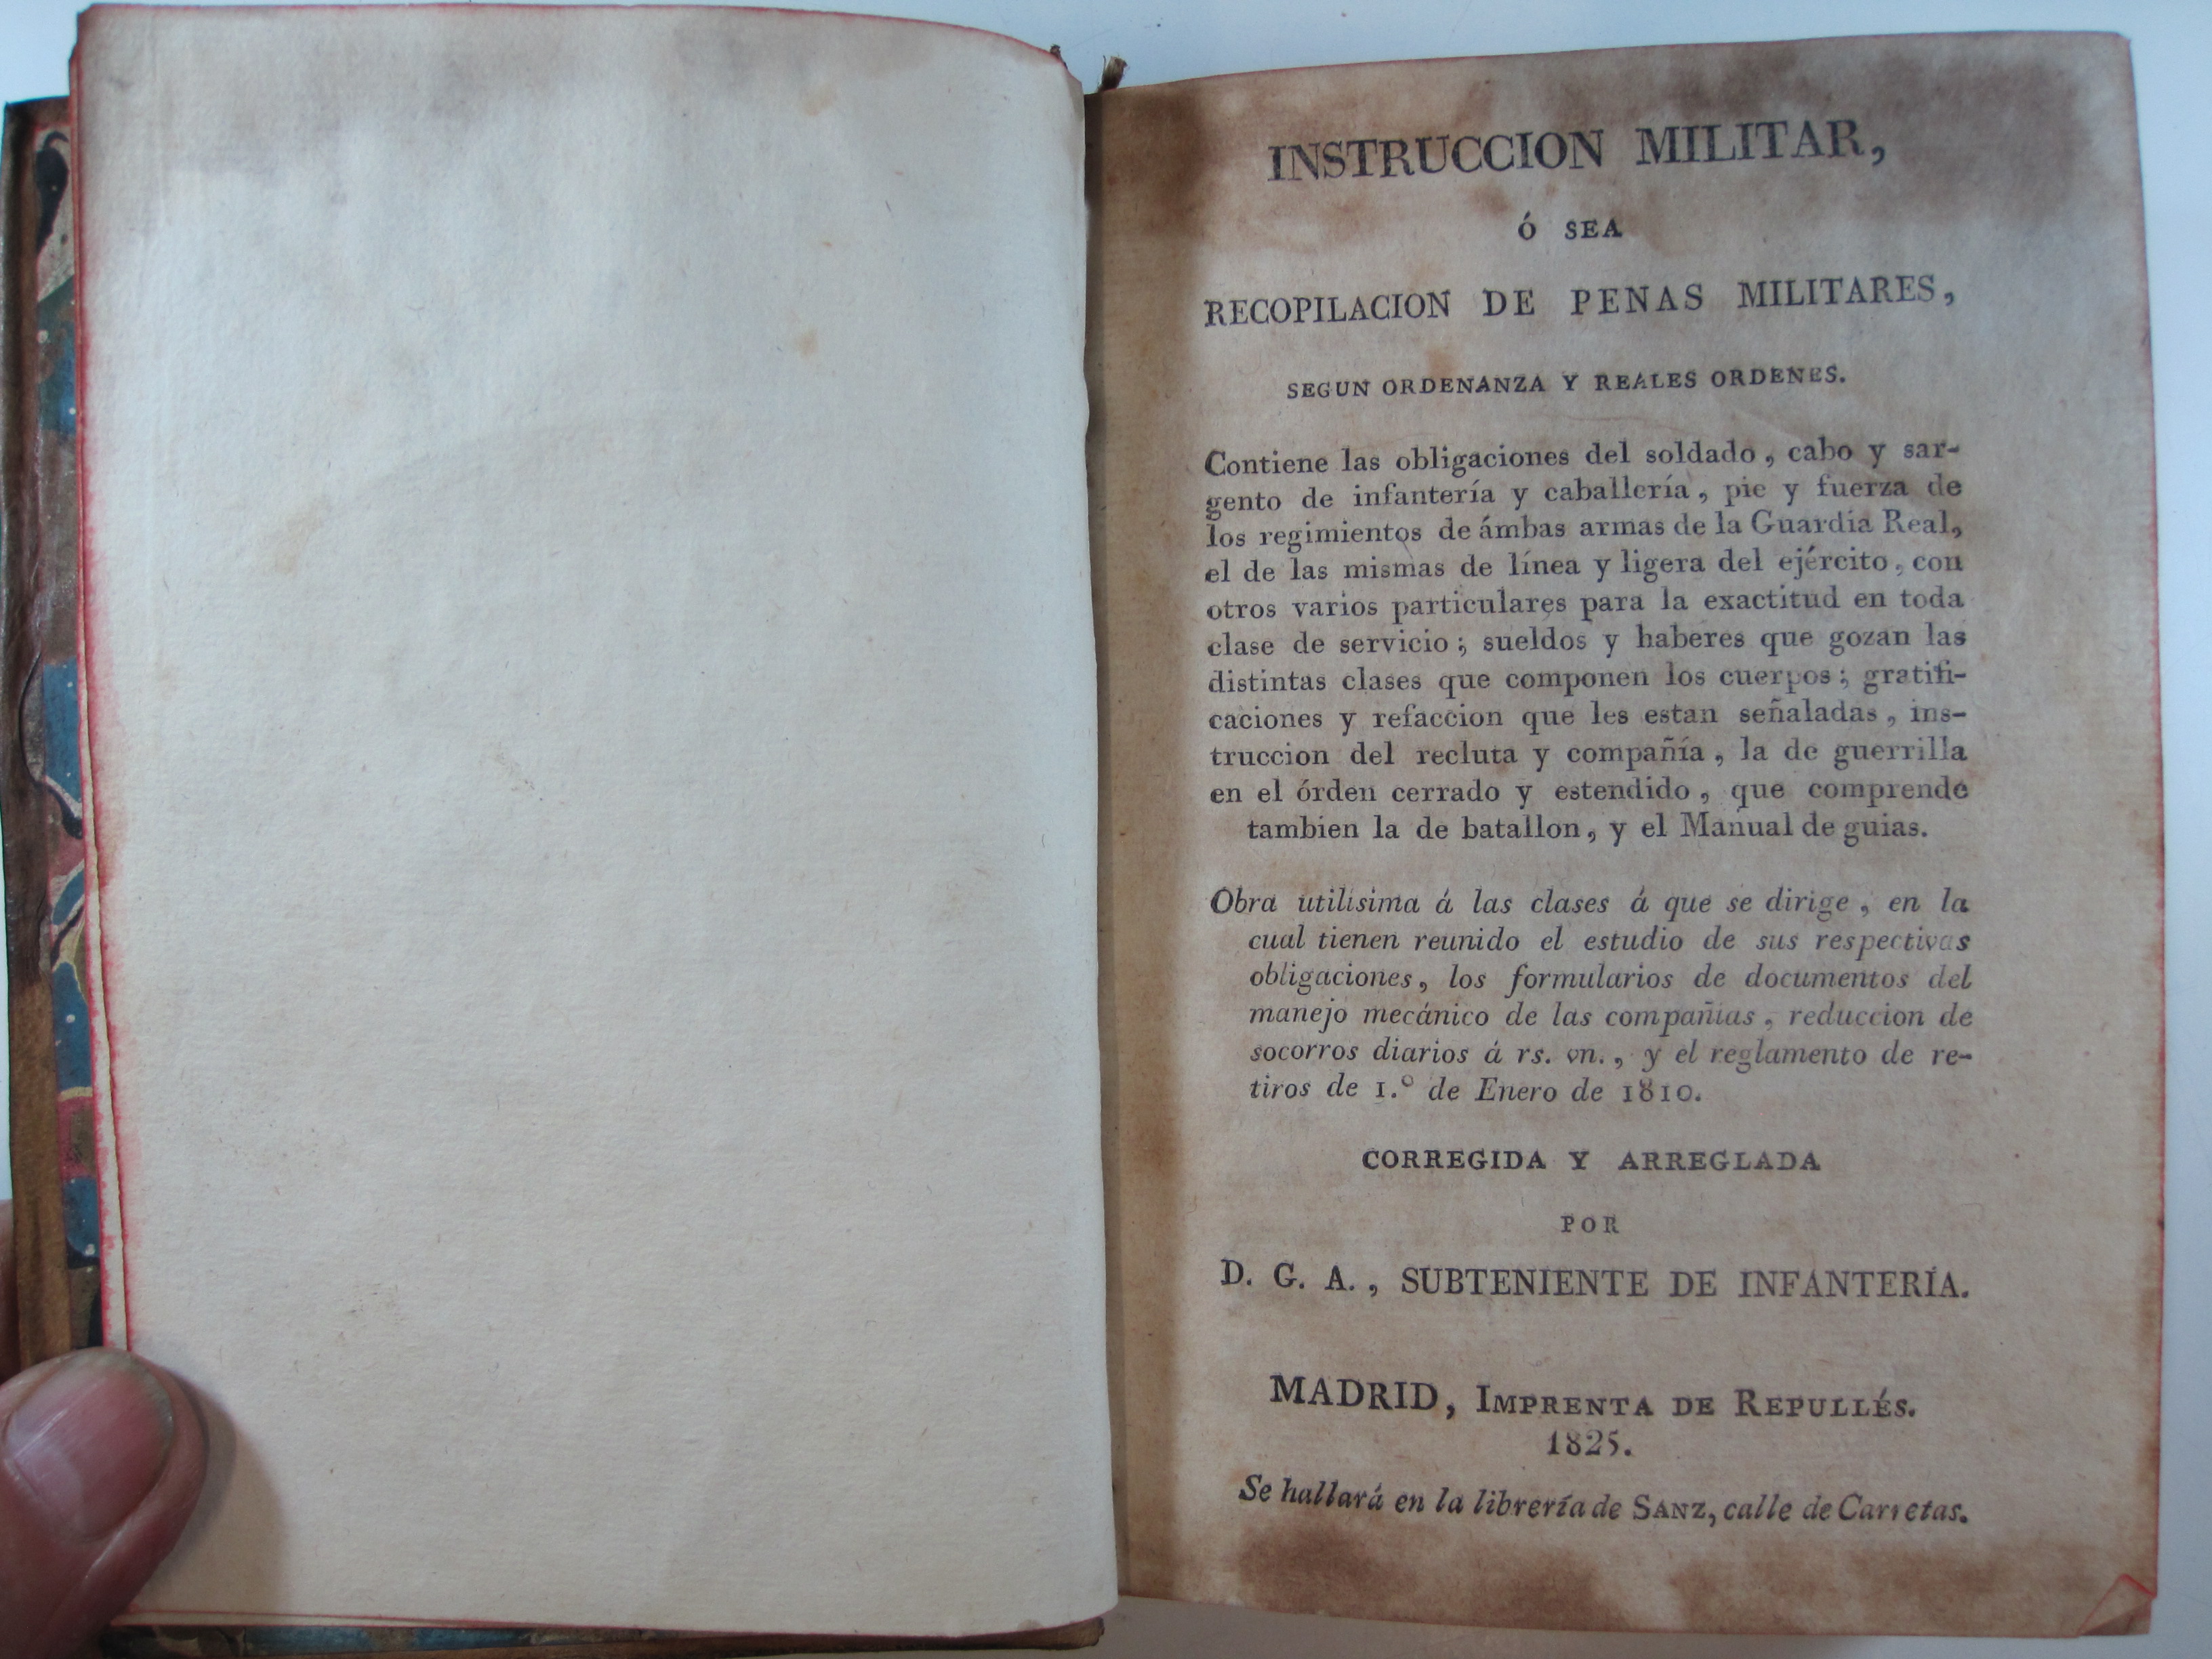 INSTRUCCION MILITAR,
Ó SEA
RECOPILACION DE PENAS MILITARES,
SEGUN ORDENANZA Y REALES ORDENES.
Contiene las obligaciones del soldado, cabo y sar-
gento de infantería y caballería, pie y fuerza de
los regimientos de ámbas armas de la Guardia Real,
el de las mismas de línea y ligera del ejército, con
otros varios particulares para la exactitud en toda
clase de servicio; sueldos y haberes que gozan las
distintas clases que componen los cuerpos; gratifi-
caciones y refaccion que les estan señaladas, ins-
truccion del recluta y compañía, la de guerrilla
en el órden cerrado y estendido, que comprende
tambien la de batallon, y el Manual de guias.
Obra utilisima á las clases á que se dirige, en la
cual tienen reunido el estudio de sus respectivas
obligaciones, los formularios de documentos del
manejo mecánico de las compañias, reduccion de
socorros diarios á rs. vn., y el reglamento de re-
tiros de 1.º de Enero de 1810.
CORREGIDA Y ARREGLADA
POR
D. G. A., SUBTENIENTE DE INFANTERÍA.
MADRID, IMPRENTA DE REPULLÉS.
1825.
Se hallará en la librería de SANZ, calle de Carretas.